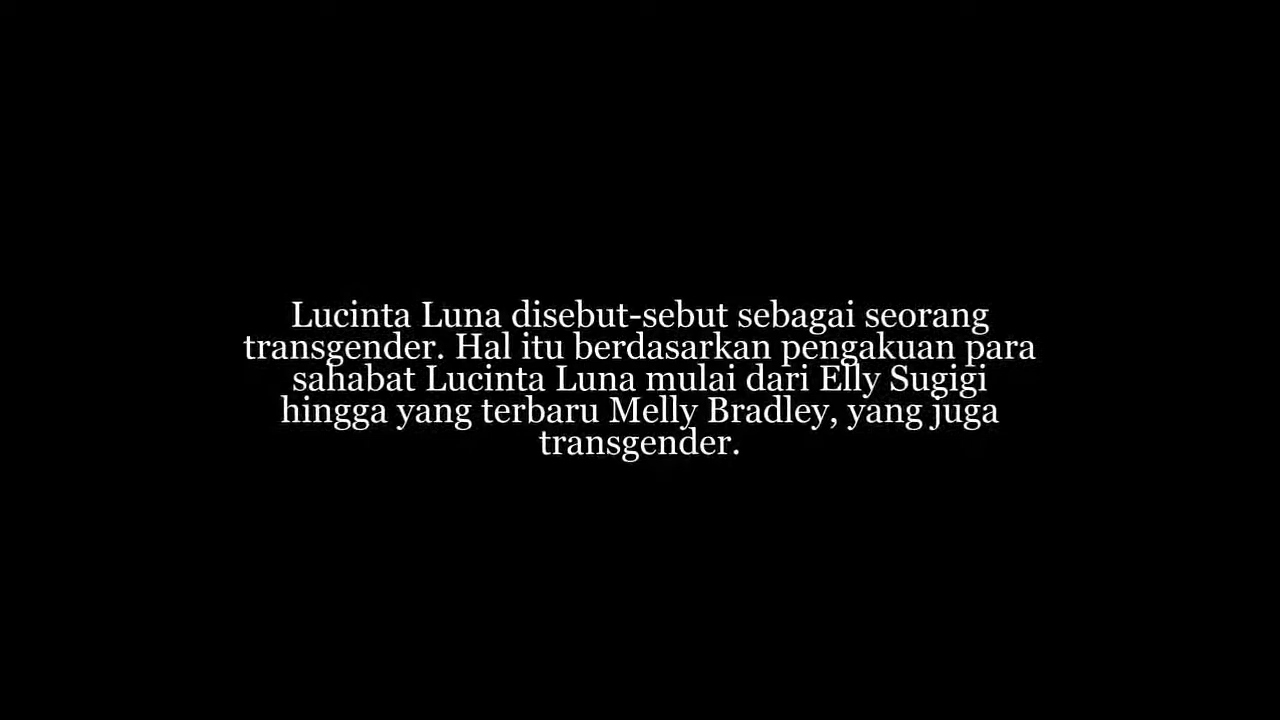 Lucinta Luna disebut-sebut sebagai seorang
transgender. Hal itu berdasarkan pengakuan para
sahabat Lucinta Luna mulai dari Elly Sugigi
hingga yang terbaru Melly Bradley, yang juga
transgender.